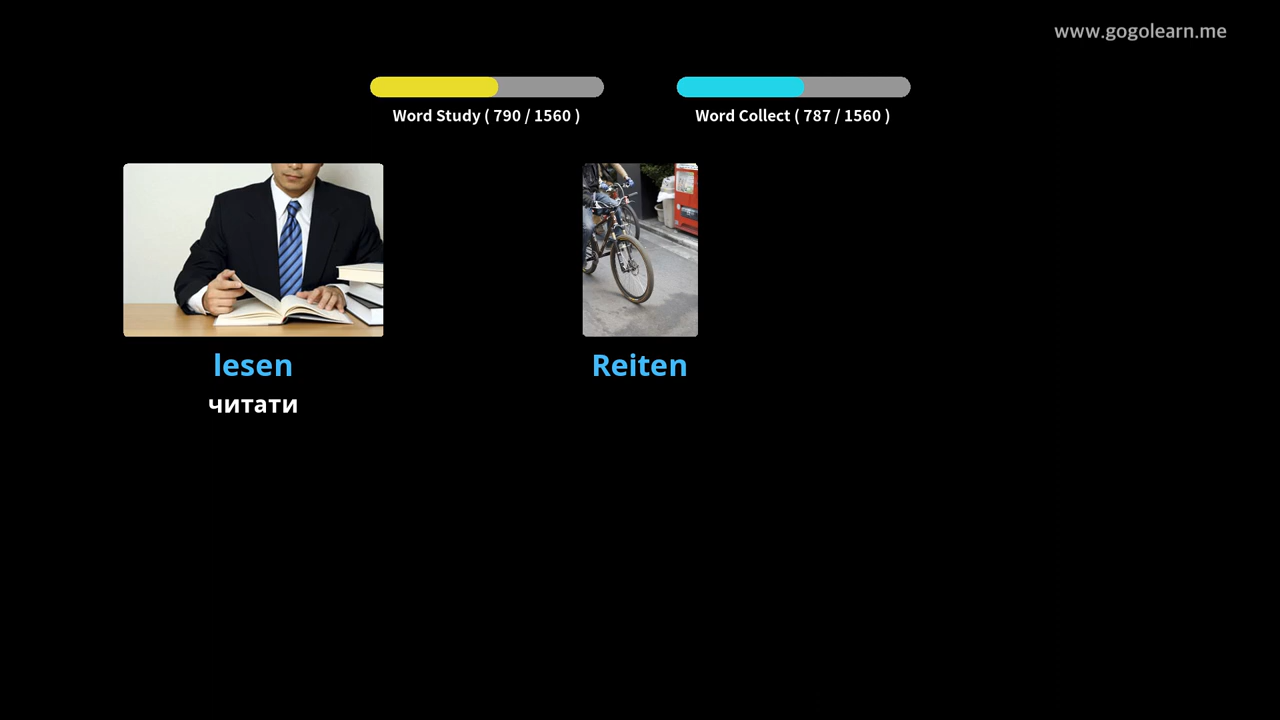 www.gogolearn.me
Word Study ( 790 / 1560 )
Word Collect ( 787 / 1560 )
lesen
читати
Reiten